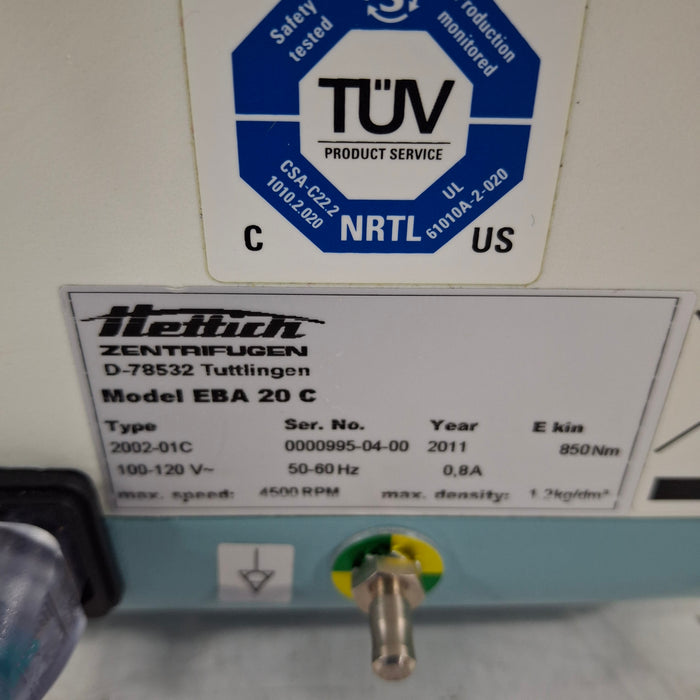 Safety tested
S
Production monitored
TÜV
PRODUCT SERVICE
CSA-C22.2
1010.2.020
UL
61010A-2-020
NRTL
C US
Hettich
ZENTRIFUGEN
D-78532 Tuttlingen
Model EBA 20 C
Type Ser. No. Year E kin
2002-01C 0000995-04-00 2011 850Nm
100-120 V~ 50-60 Hz 0,8A
max. speed: 4500 RPM max. density: 1.2kg/dm³